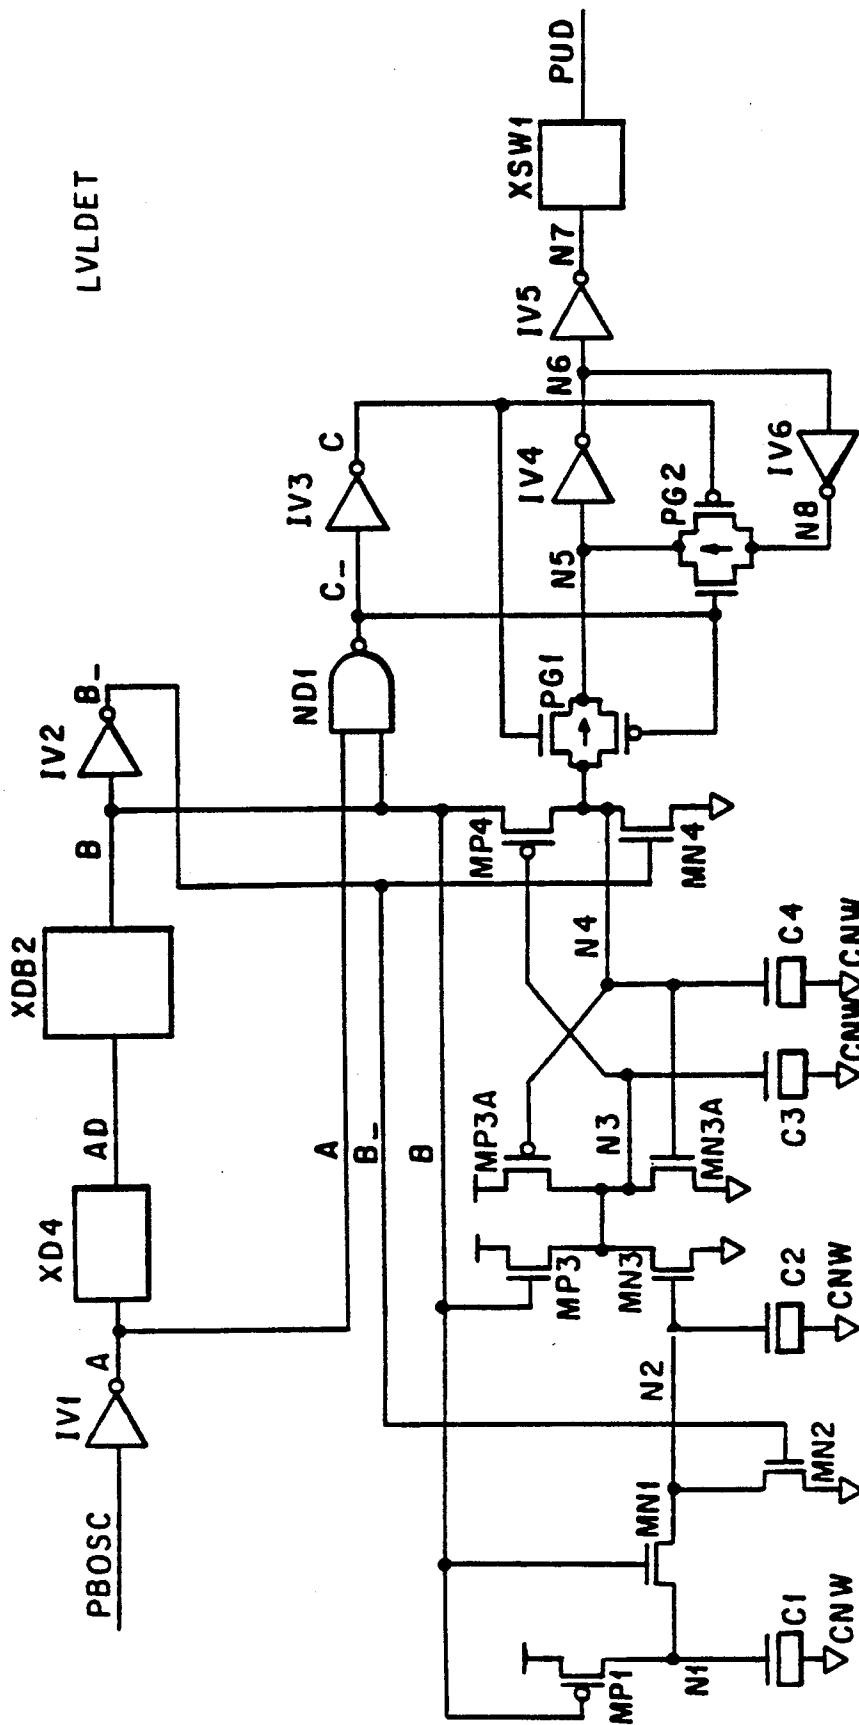 LVLDET
PBOSC
IV1
A
XD4
AD
XDB2
B
IV2
B_
A
B_
B
ND1
C_
IV3
C
MP1
N1
C1
CNW
MN1
MN2
N2
C2
CNW
MP3
MN3
MP3A
MN3A
N3
C3
CNW
N4
C4
CNW
MP4
MN4
PG1
N5
IV4
N6
PG2
N8
IV6
IV5
N7
XSW1
PUD